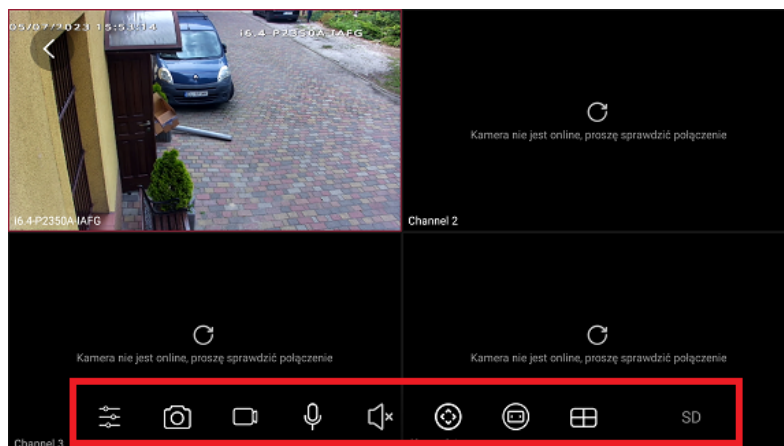 05/07/2023 15:53:14
i6.4-P2350A-IAFG
Kamera nie jest online, proszę sprawdzić połączenie
i6.4-P2350A-IAFG
Channel 2
Kamera nie jest online, proszę sprawdzić połączenie
Kamera nie jest online, proszę sprawdzić połączenie
SD
Channel 3